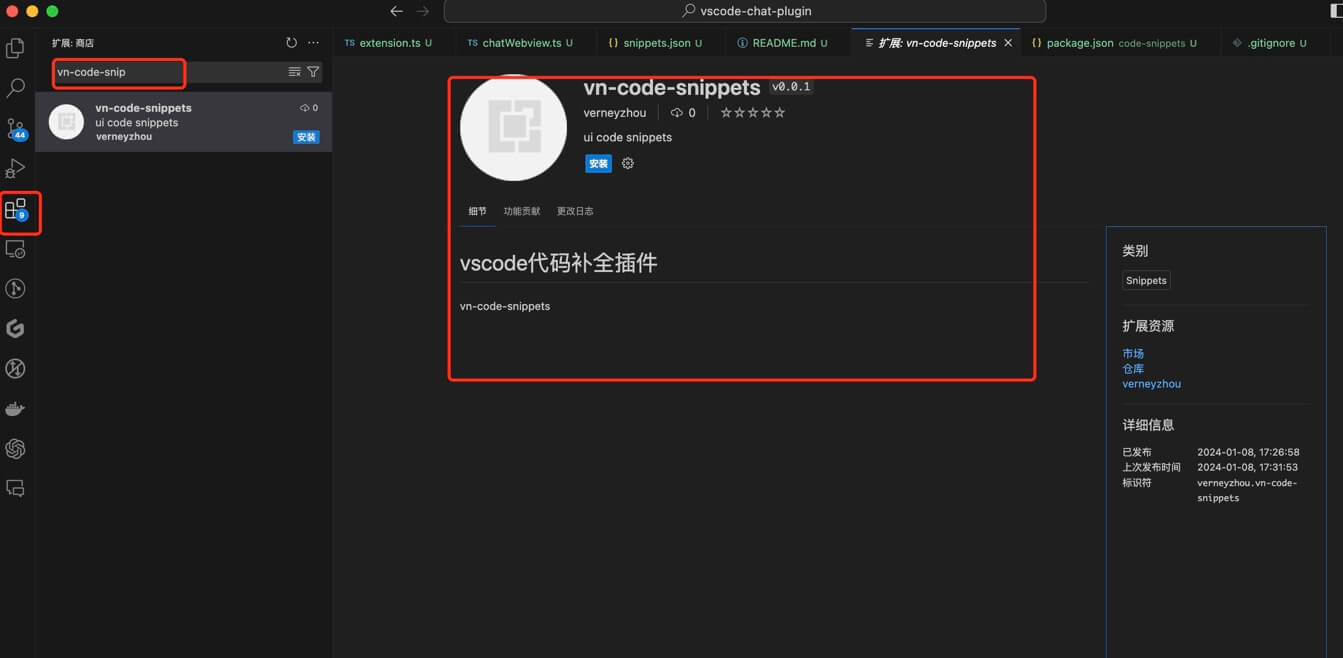 vscode-chat-plugin
扩展: 商店
vn-code-snip
vn-code-snippets
0
ui code snippets
verneyzhou
安装
44
9
TS extension.ts U
TS chatWebview.ts U
{} snippets.json U
README.md U
扩展: vn-code-snippets
{} package.json code-snippets U
.gitignore U
vn-code-snippets v0.0.1
verneyzhou 0
ui code snippets
安装
细节 功能贡献 更改日志
vscode代码补全插件
vn-code-snippets
类别
Snippets
扩展资源
市场
仓库
verneyzhou
详细信息
已发布 2024-01-08, 17:26:58
上次发布时间 2024-01-08, 17:31:53
标识符 verneyzhou.vn-code-
snippets